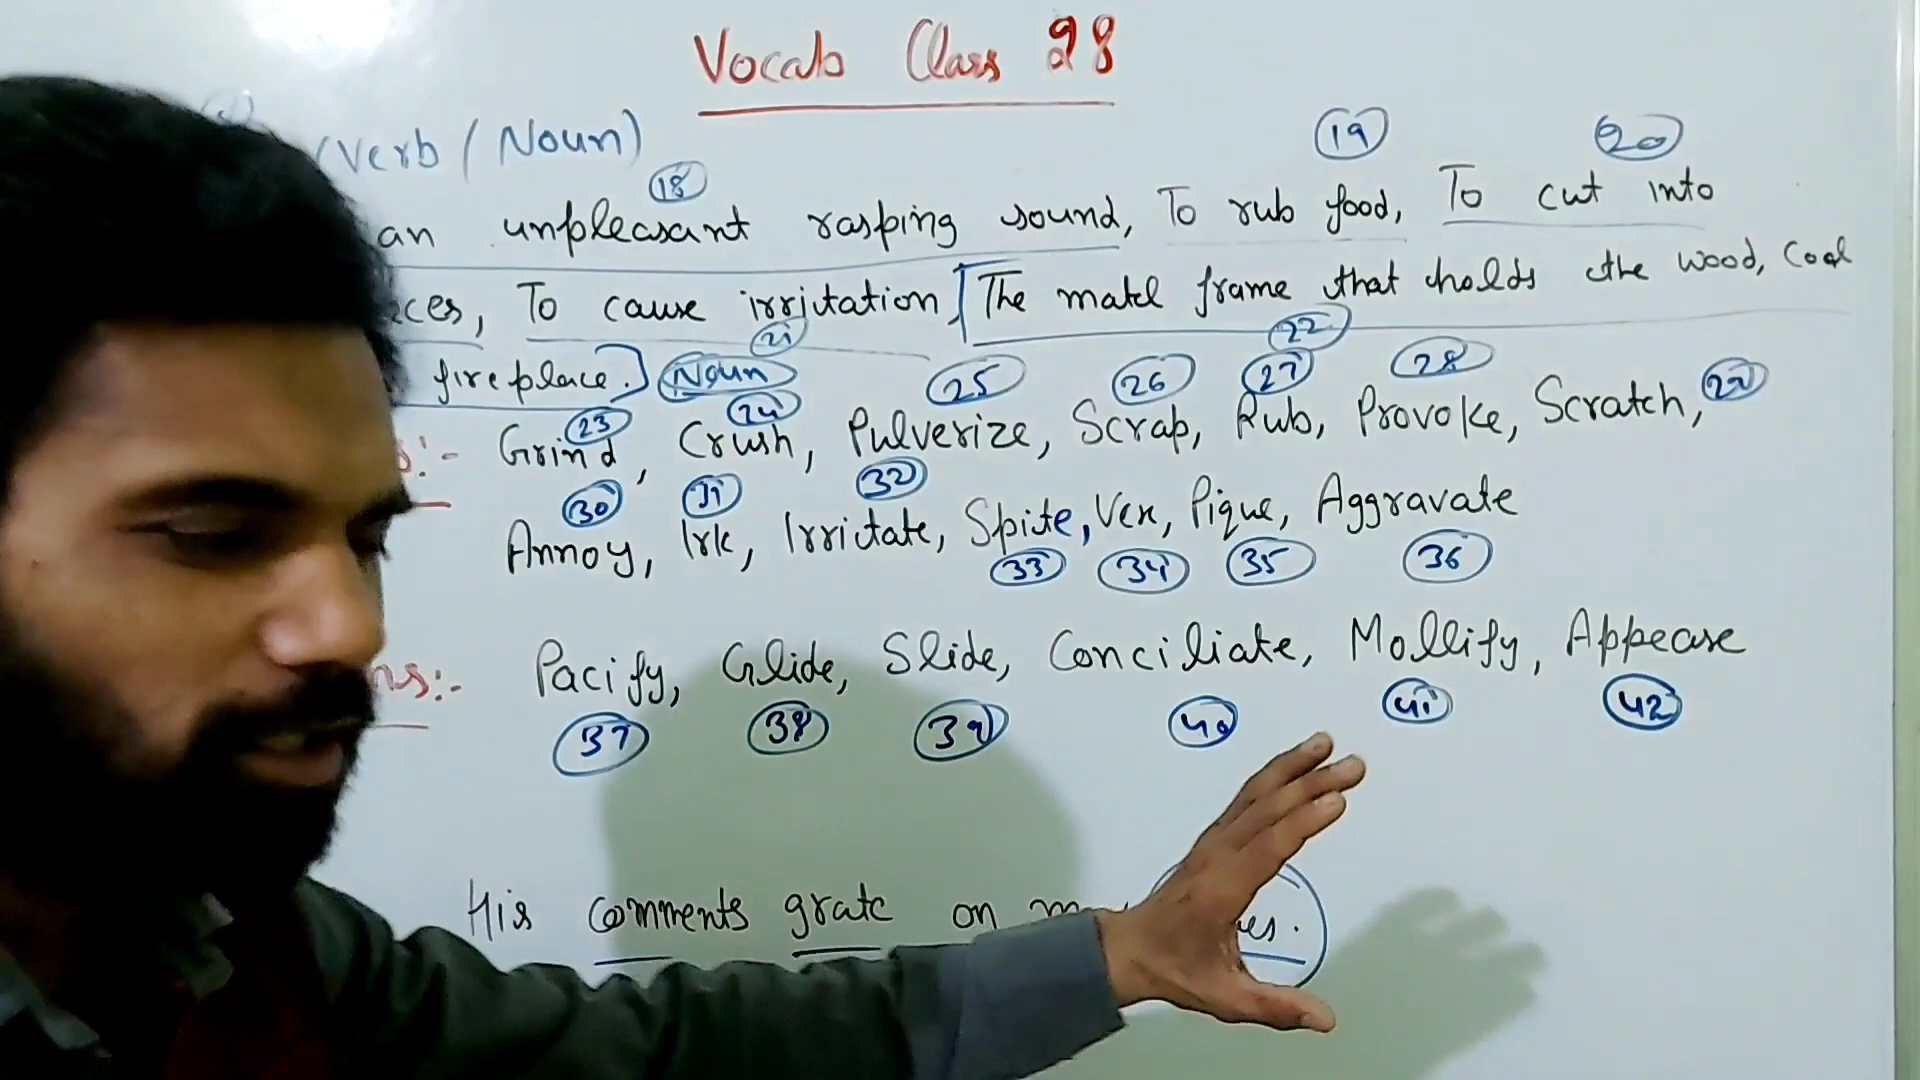 Vocab Class 28
(Verb / Noun) 19 20
18
an unpleasant rasping sound, To rub food, To cut into
ces, To cause irritation, [The matel frame that holds the wood, coal
21 22
fireplace.] Noun 25 26 27 28 29
23 24
s:- Grind, Crush, Pulverize, Scrap, Rub, Provoke, Scratch,
30 31 32
Annoy, Irk, Irritate, Spite, Vex, Pique, Aggravate
33 34 35 36
ns:- Pacify, Glide, Slide, Conciliate, Mollify, Appease
37 38 39 40 41 42
His comments grate on